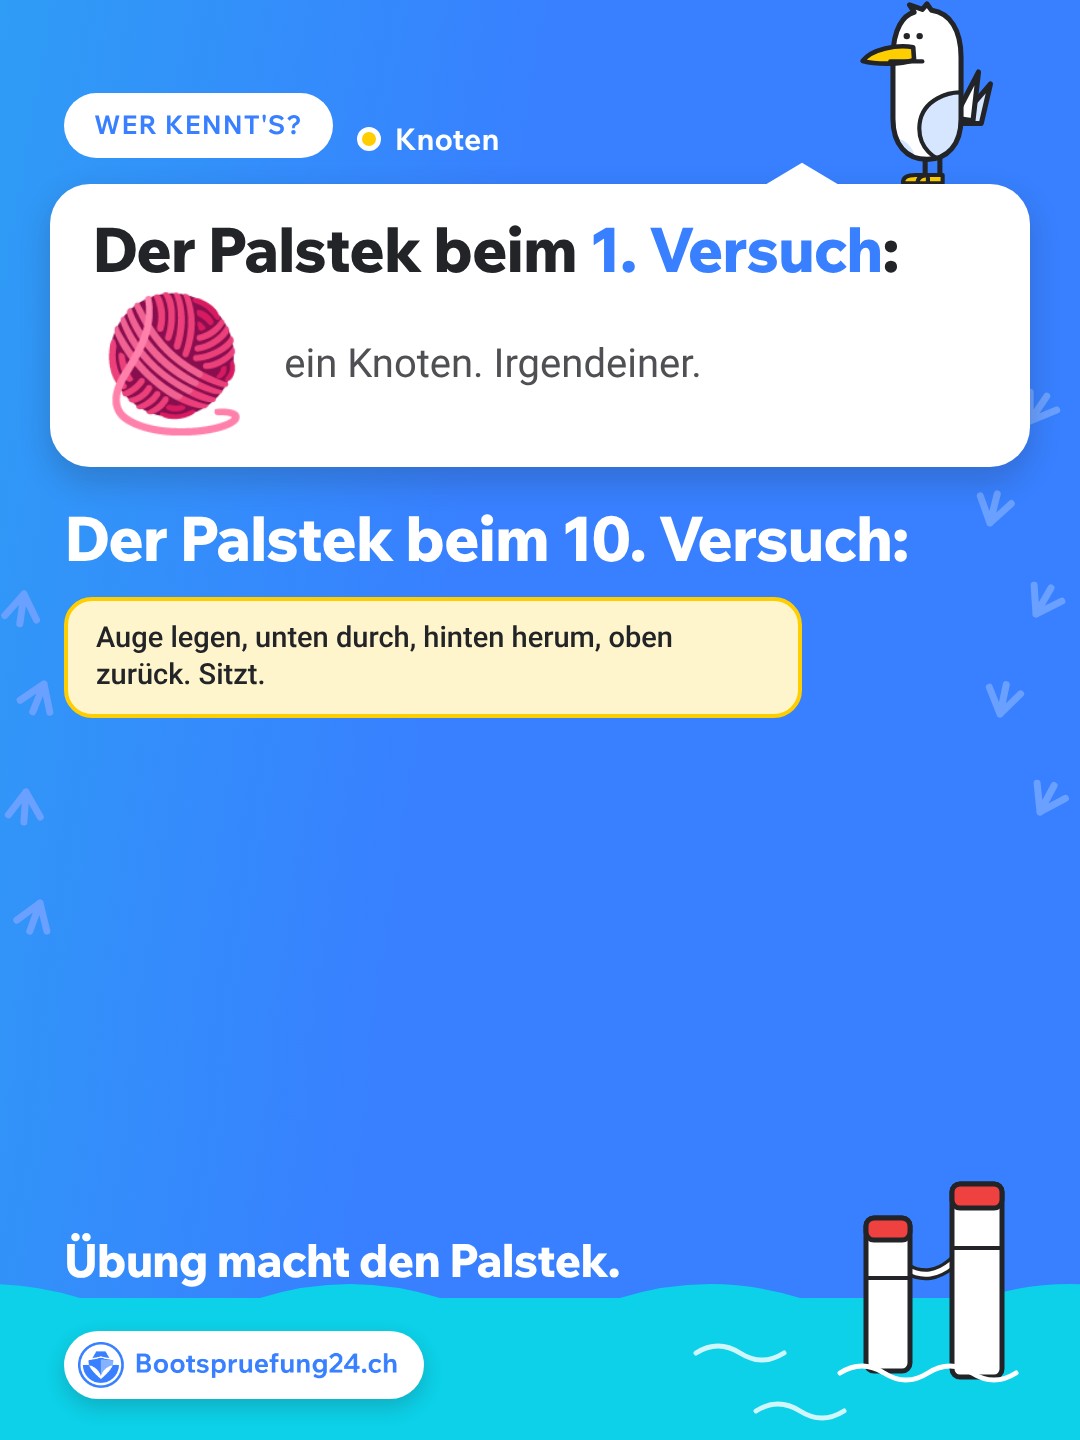 WER KENNT'S?
Knoten
Der Palstek beim 1. Versuch:
ein Knoten. Irgendeiner.
Der Palstek beim 10. Versuch:
Auge legen, unten durch, hinten herum, oben
zurück. Sitzt.
Übung macht den Palstek.
Bootspruefung24.ch